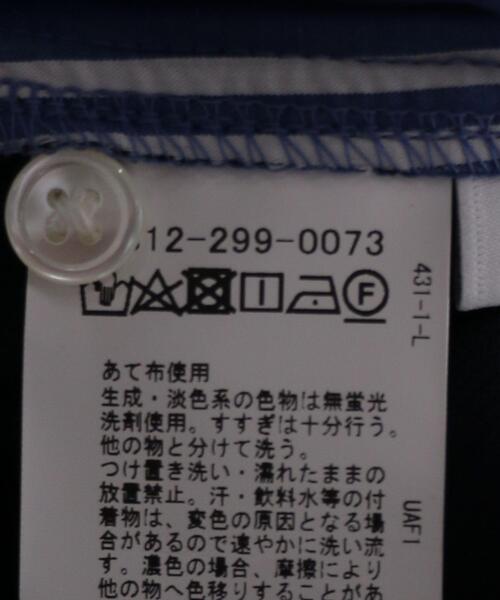 12-299-0073
F
431-1-L
あて布使用
生成・淡色系の色物は無蛍光
洗剤使用。すすぎは十分行う。
他の物と分けて洗う。
つけ置き洗い・濡れたままの
放置禁止。汗・飲料水等の付
着物は、変色の原因となる場
合があるので速やかに洗い流
す。濃色の場合、摩擦により
他の物へ色移りすることがあ
UAF1